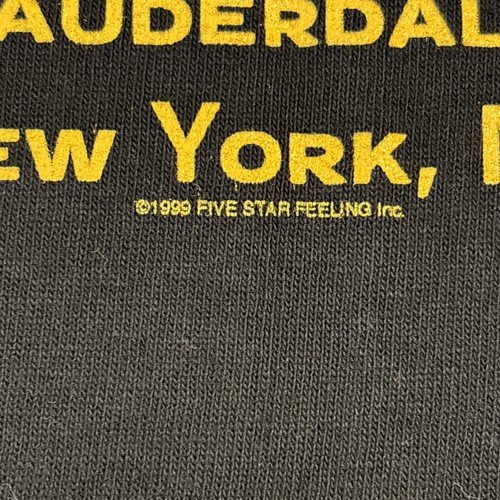 AUDERDAL
EW YORK,
©1999 FIVE STAR FEELING Inc.